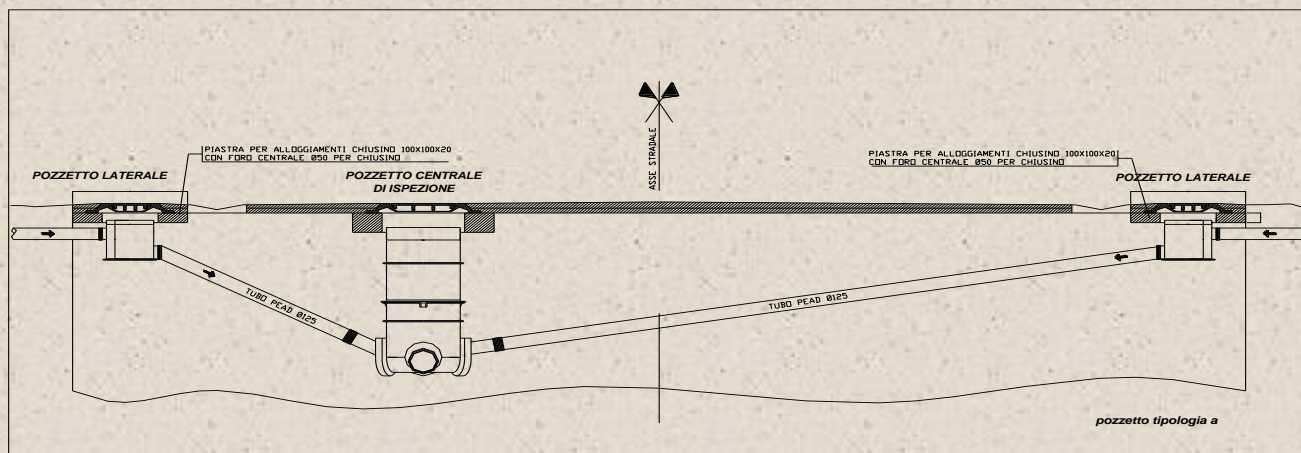 PIASTRA PER ALLOGGIAMENTI CHIUSINO 100X100X20
CON FORO CENTRALE Ø50 PER CHIUSINO
POZZETTO LATERALE
POZZETTO CENTRALE
DI ISPEZIONE
ASSE STRADALE
PIASTRA PER ALLOGGIAMENTI CHIUSINO 100X100X20
CON FORO CENTRALE Ø50 PER CHIUSINO
POZZETTO LATERALE
TUBO PEAD Ø125
TUBO PEAD Ø125
pozzetto tipologia a